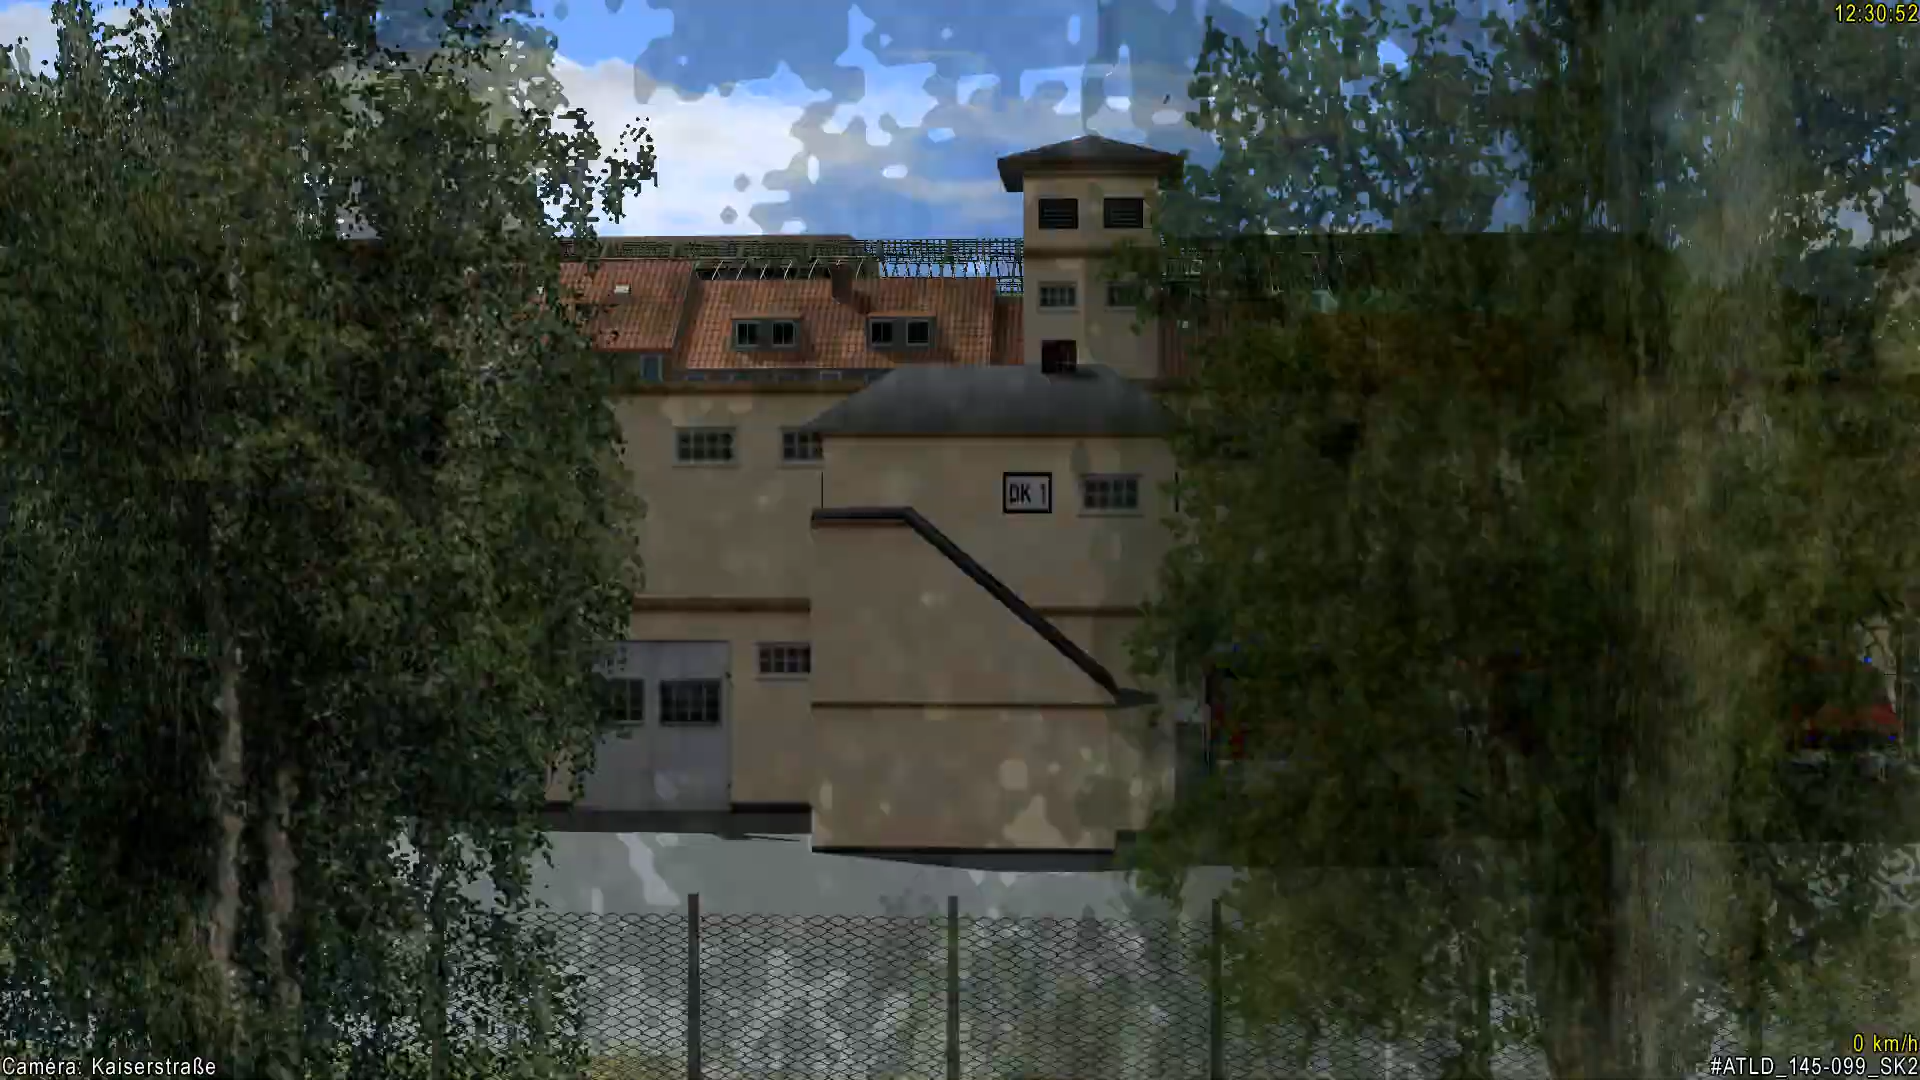 12:30:52
DK 1
0 km/h
Caméra: Kaiserstraße
#ATLD_145-099_SK2